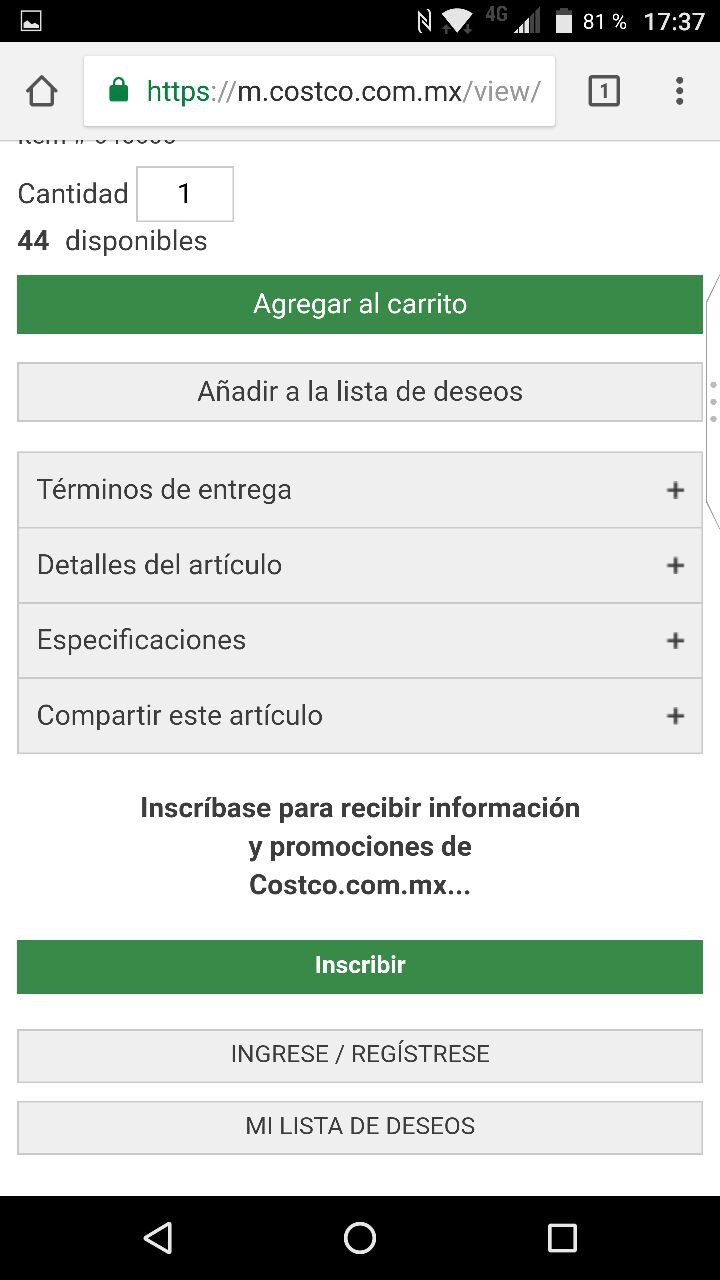 4G 81 % 17:37
https://m.costco.com.mx/view/ 1
Cantidad 1
44 disponibles
Agregar al carrito
Añadir a la lista de deseos
Términos de entrega +
Detalles del artículo +
Especificaciones +
Compartir este artículo +
Inscríbase para recibir información
y promociones de
Costco.com.mx...
Inscribir
INGRESE / REGÍSTRESE
MI LISTA DE DESEOS